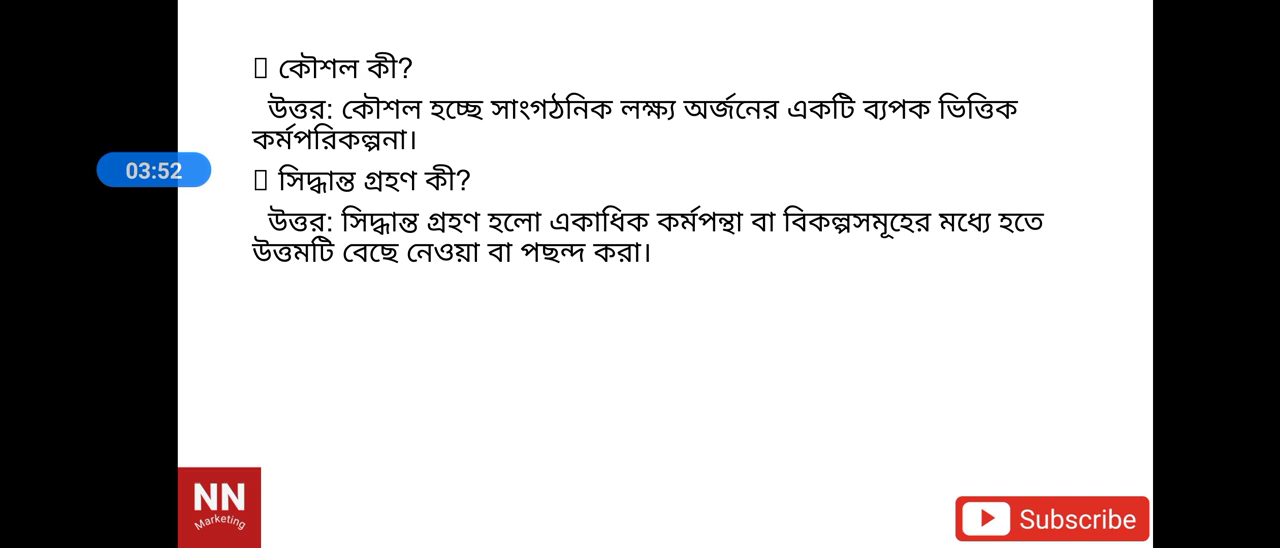 কৌশল কী?
উত্তর: কৌশল হচ্ছে সাংগঠনিক লক্ষ্য অর্জনের একটি ব্যপক ভিত্তিক
কর্মপরিকল্পনা।
03:52
সিদ্ধান্ত গ্রহণ কী?
উত্তর: সিদ্ধান্ত গ্রহণ হলো একাধিক কর্মপন্থা বা বিকল্পসমূহের মধ্যে হতে
উত্তমটি বেছে নেওয়া বা পছন্দ করা।
NN
Marketing
Subscribe